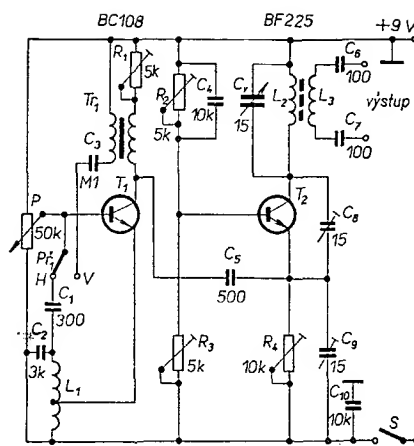 BC108 BF225
+9 V
R1
5k
Tr1
C3
M1
T1
P
50k
Př1
H V
C1
300
C2
3k
L1
R2
5k
C4
10k
CV
15
L2 L3
C6
100
výstup
C7
100
T2
C8
15
C5
500
R3
5k
R4
10k
C9
15
C10
10k
S